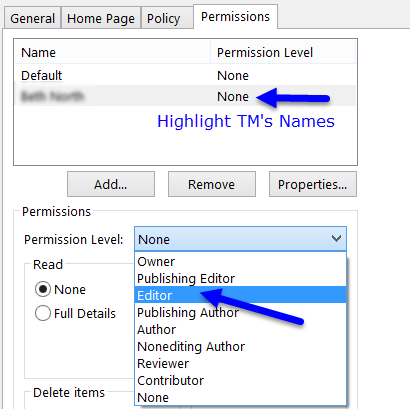 General Home Page Policy Permissions
Name Permission Level
Default None
None
Highlight TM's Names
Add... Remove Properties...
Permissions
Permission Level: None
Owner
Publishing Editor
Editor
Publishing Author
Author
Nonediting Author
Reviewer
Contributor
None
Read
None
Full Details
Delete items